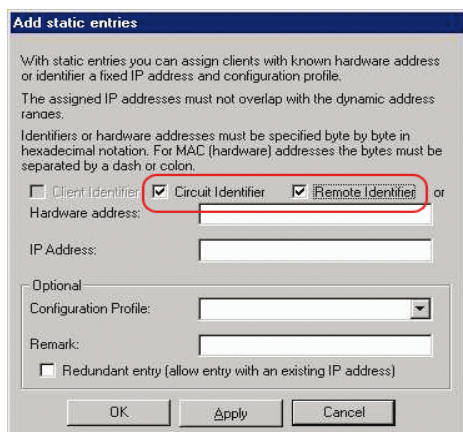 Add static entries
With static entries you can assign clients with known hardware address
or identifier a fixed IP address and configuration profile.
The assigned IP addresses must not overlap with the dynamic address
ranges.
Identifiers or hardware addresses must be specified byte by byte in
hexadecimal notation. For MAC (hardware) addresses the bytes must be
separated by a dash or colon.
Client Identifier Circuit Identifier Remote Identifier or
Hardware address:
IP Address:
Optional
Configuration Profile:
Remark:
Redundant entry (allow entry with an existing IP address)
OK Apply Cancel